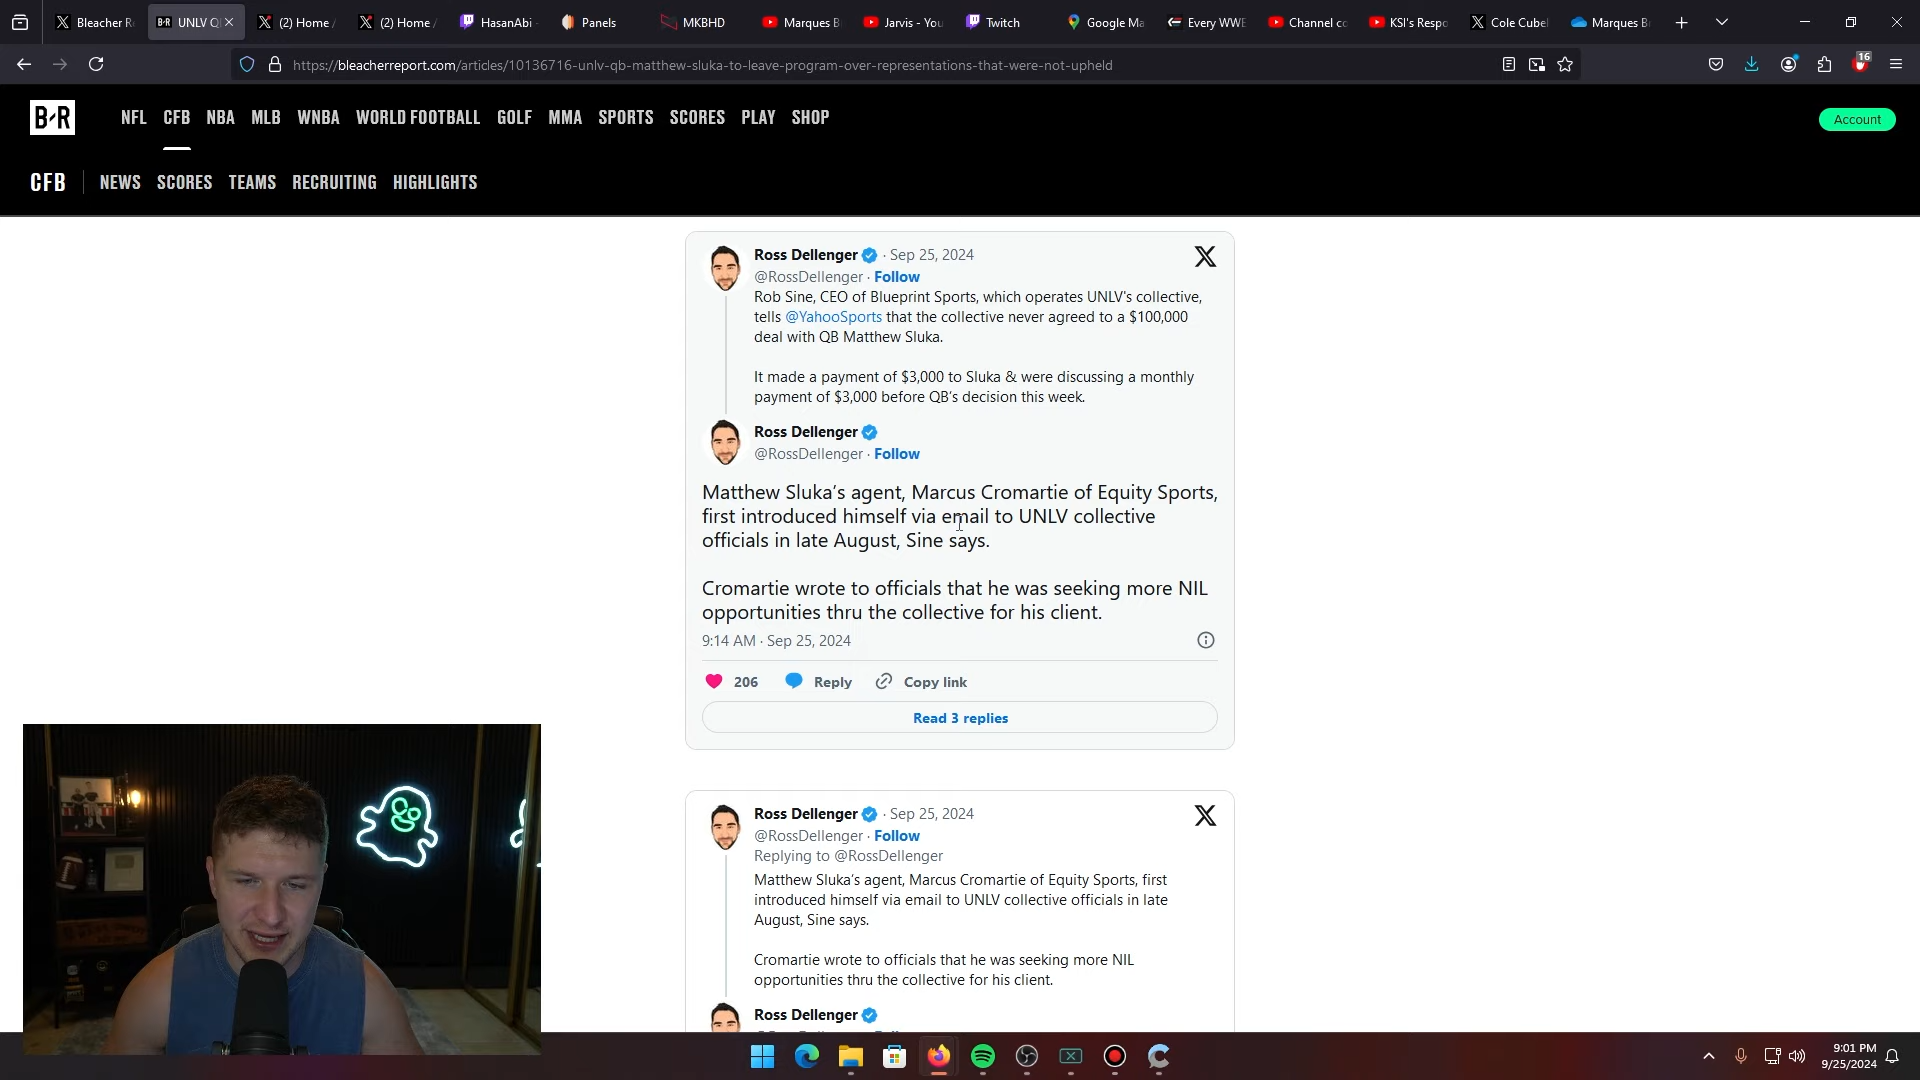 Bleacher R
UNLV Q
(2) Home /
(2) Home /
HasanAbi -
Panels
MKBHD
Marques B
Jarvis - You
Twitch
Google Ma
Every WWE
Channel co
KSI's Respo
Cole Cubel
Marques B
https://bleacherreport.com/articles/10136716-unlv-qb-matthew-sluka-to-leave-program-over-representations-that-were-not-upheld
16
B/R
NFL
CFB
NBA
MLB
WNBA
WORLD FOOTBALL
GOLF
MMA
SPORTS
SCORES
PLAY
SHOP
Account
CFB
NEWS
SCORES
TEAMS
RECRUITING
HIGHLIGHTS
Ross Dellenger · Sep 25, 2024
@RossDellenger · Follow
Rob Sine, CEO of Blueprint Sports, which operates UNLV's collective,
tells @YahooSports that the collective never agreed to a $100,000
deal with QB Matthew Sluka.
It made a payment of $3,000 to Sluka & were discussing a monthly
payment of $3,000 before QB's decision this week.
Ross Dellenger
@RossDellenger · Follow
Matthew Sluka's agent, Marcus Cromartie of Equity Sports,
first introduced himself via email to UNLV collective
officials in late August, Sine says.
Cromartie wrote to officials that he was seeking more NIL
opportunities thru the collective for his client.
9:14 AM · Sep 25, 2024
206
Reply
Copy link
Read 3 replies
Ross Dellenger · Sep 25, 2024
@RossDellenger · Follow
Replying to @RossDellenger
Matthew Sluka's agent, Marcus Cromartie of Equity Sports, first
introduced himself via email to UNLV collective officials in late
August, Sine says.
Cromartie wrote to officials that he was seeking more NIL
opportunities thru the collective for his client.
Ross Dellenger
9:01 PM
9/25/2024